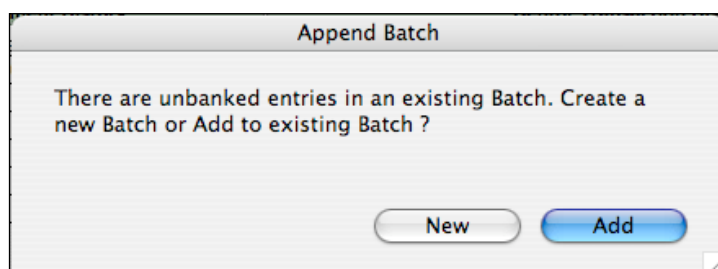 Append Batch
There are unbanked entries in an existing Batch. Create a
new Batch or Add to existing Batch ?
New Add